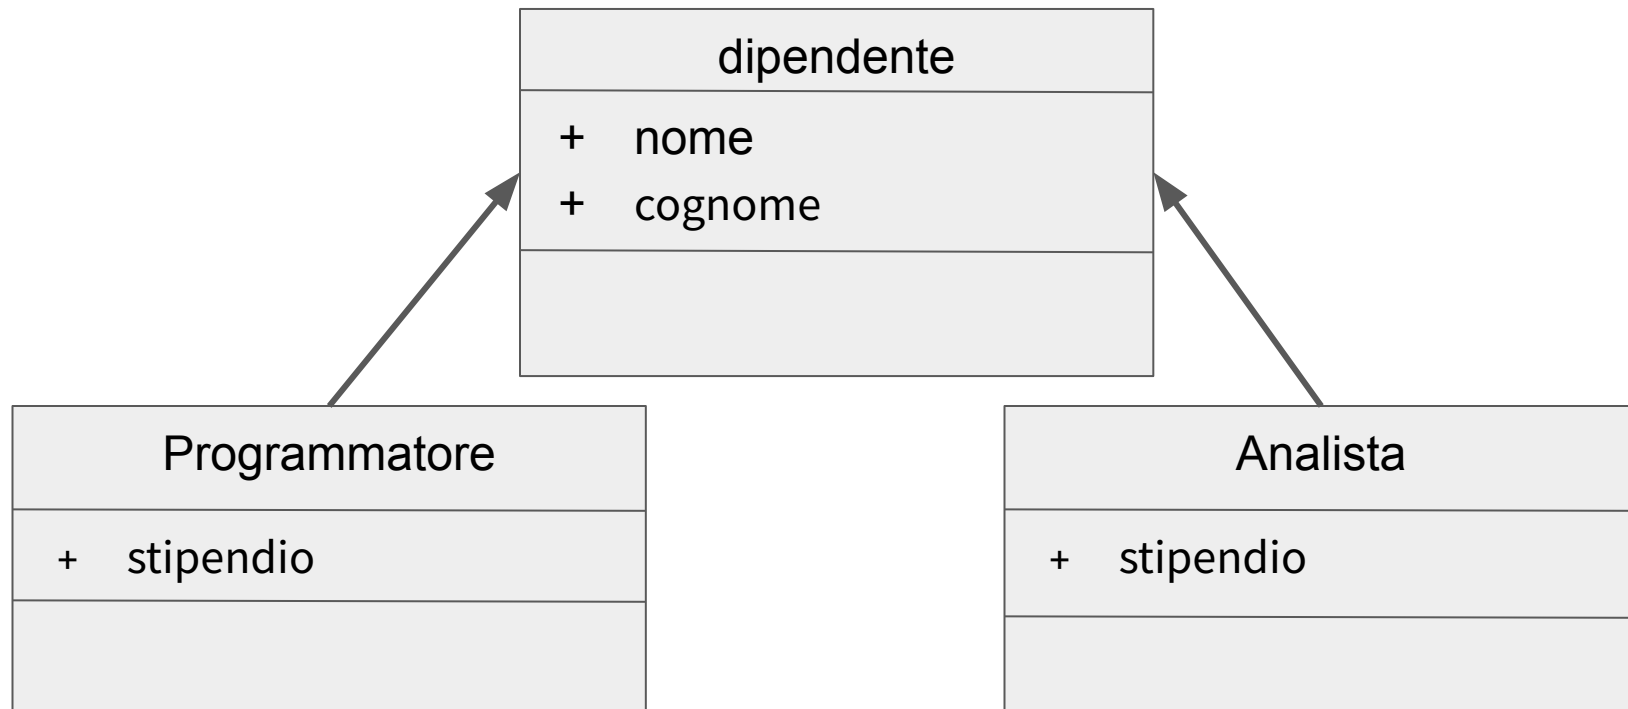 dipendente
+ nome
+ cognome
Programmatore
+ stipendio
Analista
+ stipendio